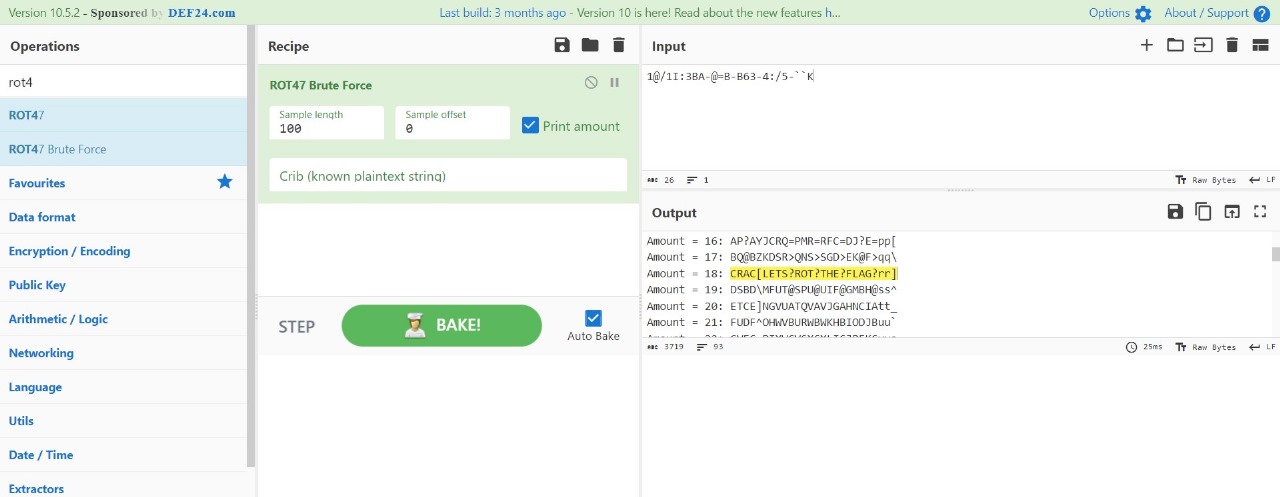 Version 10.5.2 - Sponsored by DEF24.com
Last build: 3 months ago - Version 10 is here! Read about the new features h...
Options
About / Support
Operations
rot4
ROT47
ROT47 Brute Force
Favourites
Data format
Encryption / Encoding
Public Key
Arithmetic / Logic
Networking
Language
Utils
Date / Time
Extractors
Recipe
ROT47 Brute Force
Sample length
100
Sample offset
0
Print amount
Crib (known plaintext string)
STEP
BAKE!
Auto Bake
Input
1@/1I:3BA-@=B-B63-4:/5-``K
ABC 26 1
Raw Bytes LF
Output
Amount = 16: AP?AYJCRQ=PMR=RFC=DJ?E=pp[
Amount = 17: BQ@BZKDSR>QNS>SGD>EK@F>qq\
Amount = 18: CRAC[LETS?ROT?THE?FLAG?rr]
Amount = 19: DSBD\MFUT@SPU@UIF@GMBH@ss^
Amount = 20: ETCE]NGVUATQVAVJGAHNCIAtt_
Amount = 21: FUDF^OHWVBURWBWKHBIODJBuu`
ABC 3719 93
25ms
Raw Bytes LF